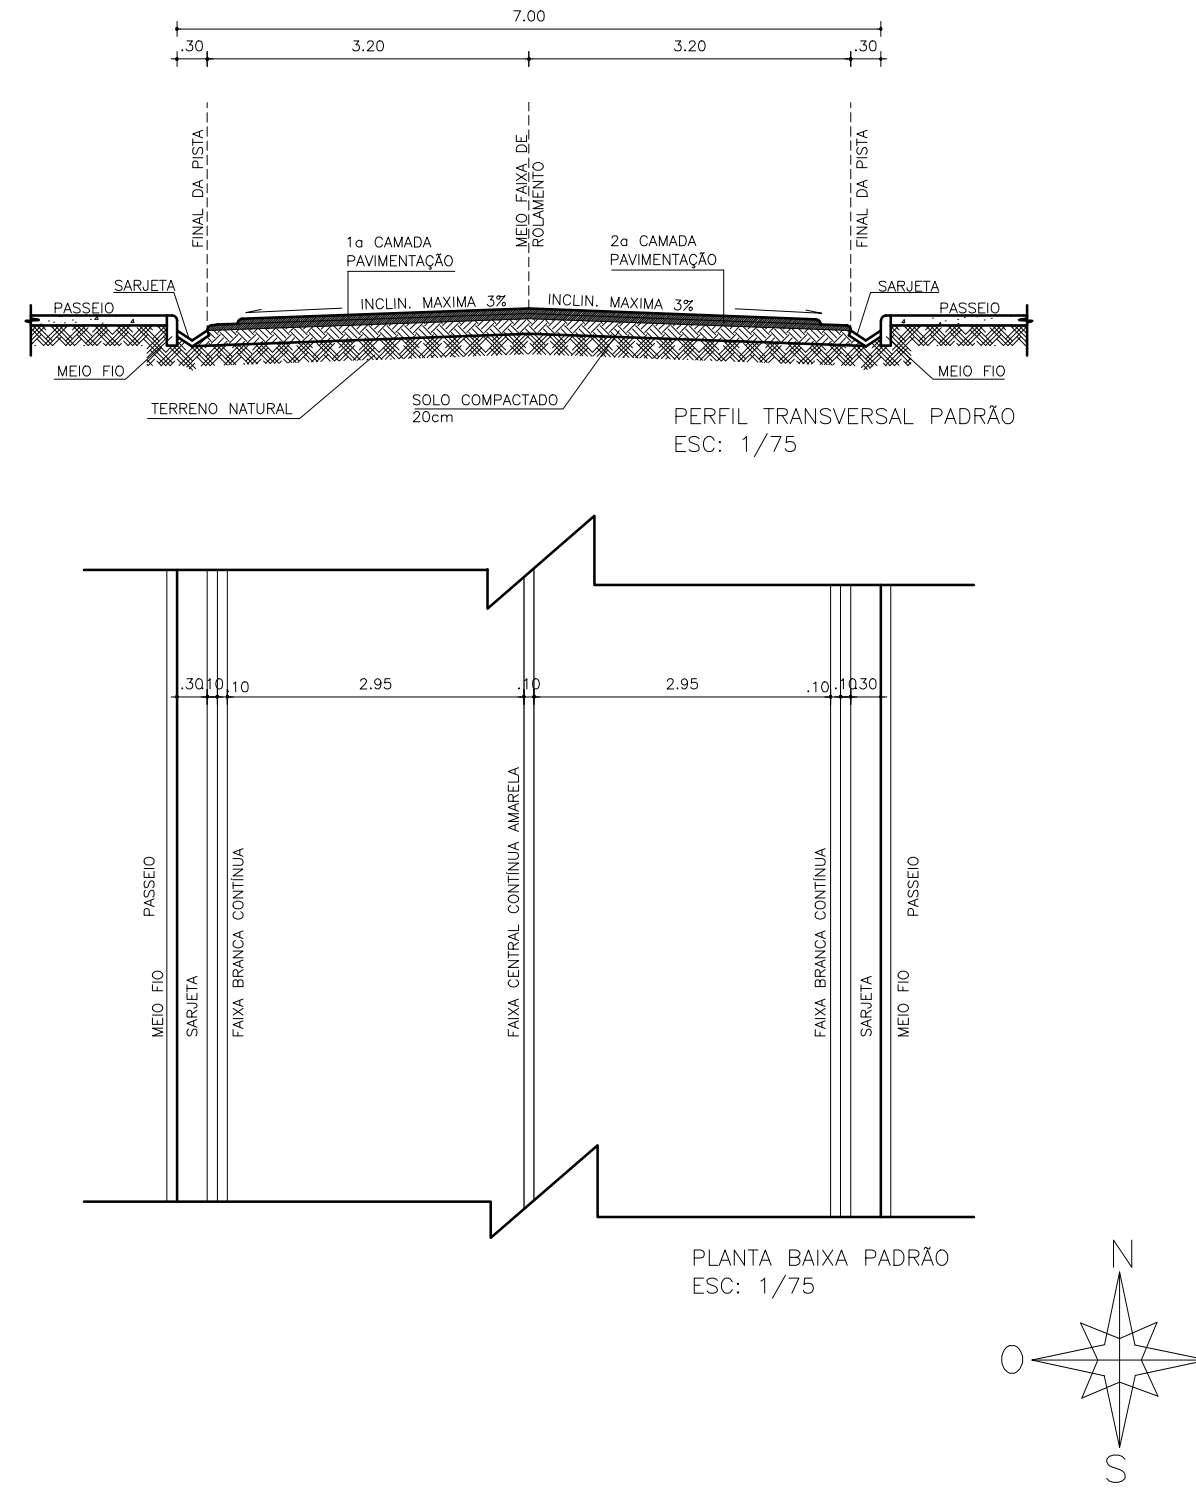 7.00
.30 3.20 3.20 .30
FINAL DA PISTA
MEIO FAIXA DE
ROLAMENTO
FINAL DA PISTA
1a CAMADA
PAVIMENTAÇÃO
2a CAMADA
PAVIMENTAÇÃO
SARJETA
SARJETA
PASSEIO
INCLIN. MAXIMA 3%
INCLIN. MAXIMA 3%
PASSEIO
MEIO FIO
MEIO FIO
TERRENO NATURAL
SOLO COMPACTADO
20cm
PERFIL TRANSVERSAL PADRÃO
ESC: 1/75
.30 .10 .10 2.95 .10 2.95 .10 .10 .30
PASSEIO
MEIO FIO
SARJETA
FAIXA BRANCA CONTÍNUA
FAIXA CENTRAL CONTÍNUA AMARELA
FAIXA BRANCA CONTÍNUA
SARJETA
MEIO FIO
PASSEIO
PLANTA BAIXA PADRÃO
ESC: 1/75
N
O
S